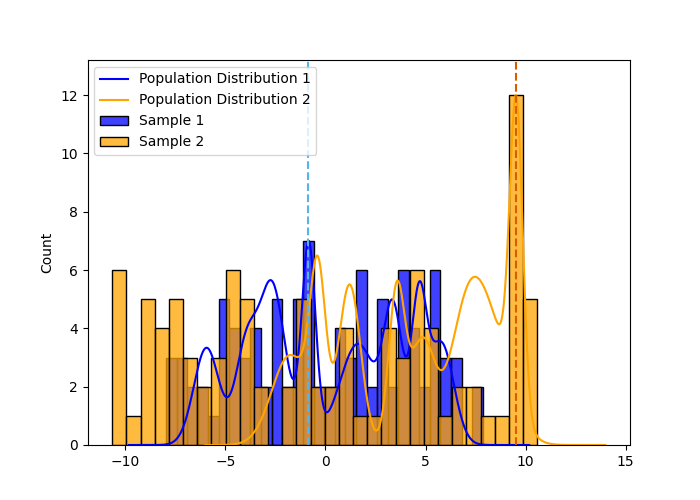 Population Distribution 1
Population Distribution 2
Sample 1
Sample 2
Count
12
10
8
6
4
2
0
−10 −5 0 5 10 15